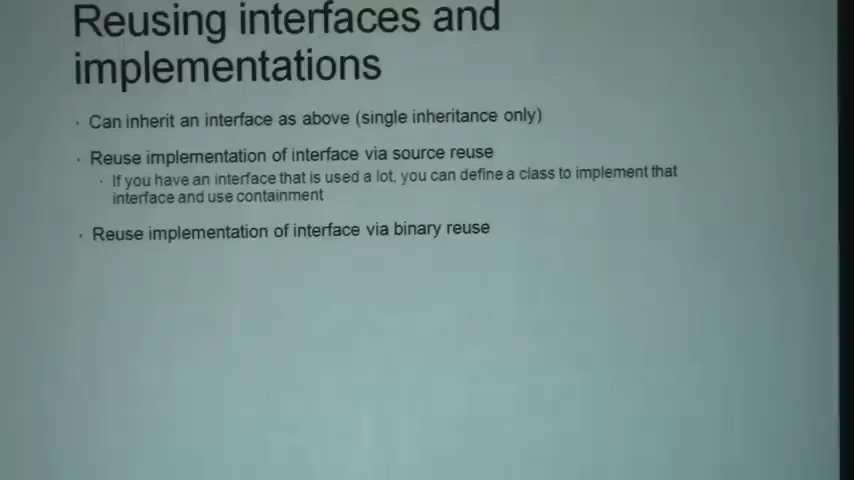 Reusing interfaces and
implementations
· Can inherit an interface as above (single inheritance only)
· Reuse implementation of interface via source reuse
· If you have an interface that is used a lot, you can define a class to implement that
interface and use containment
· Reuse implementation of interface via binary reuse